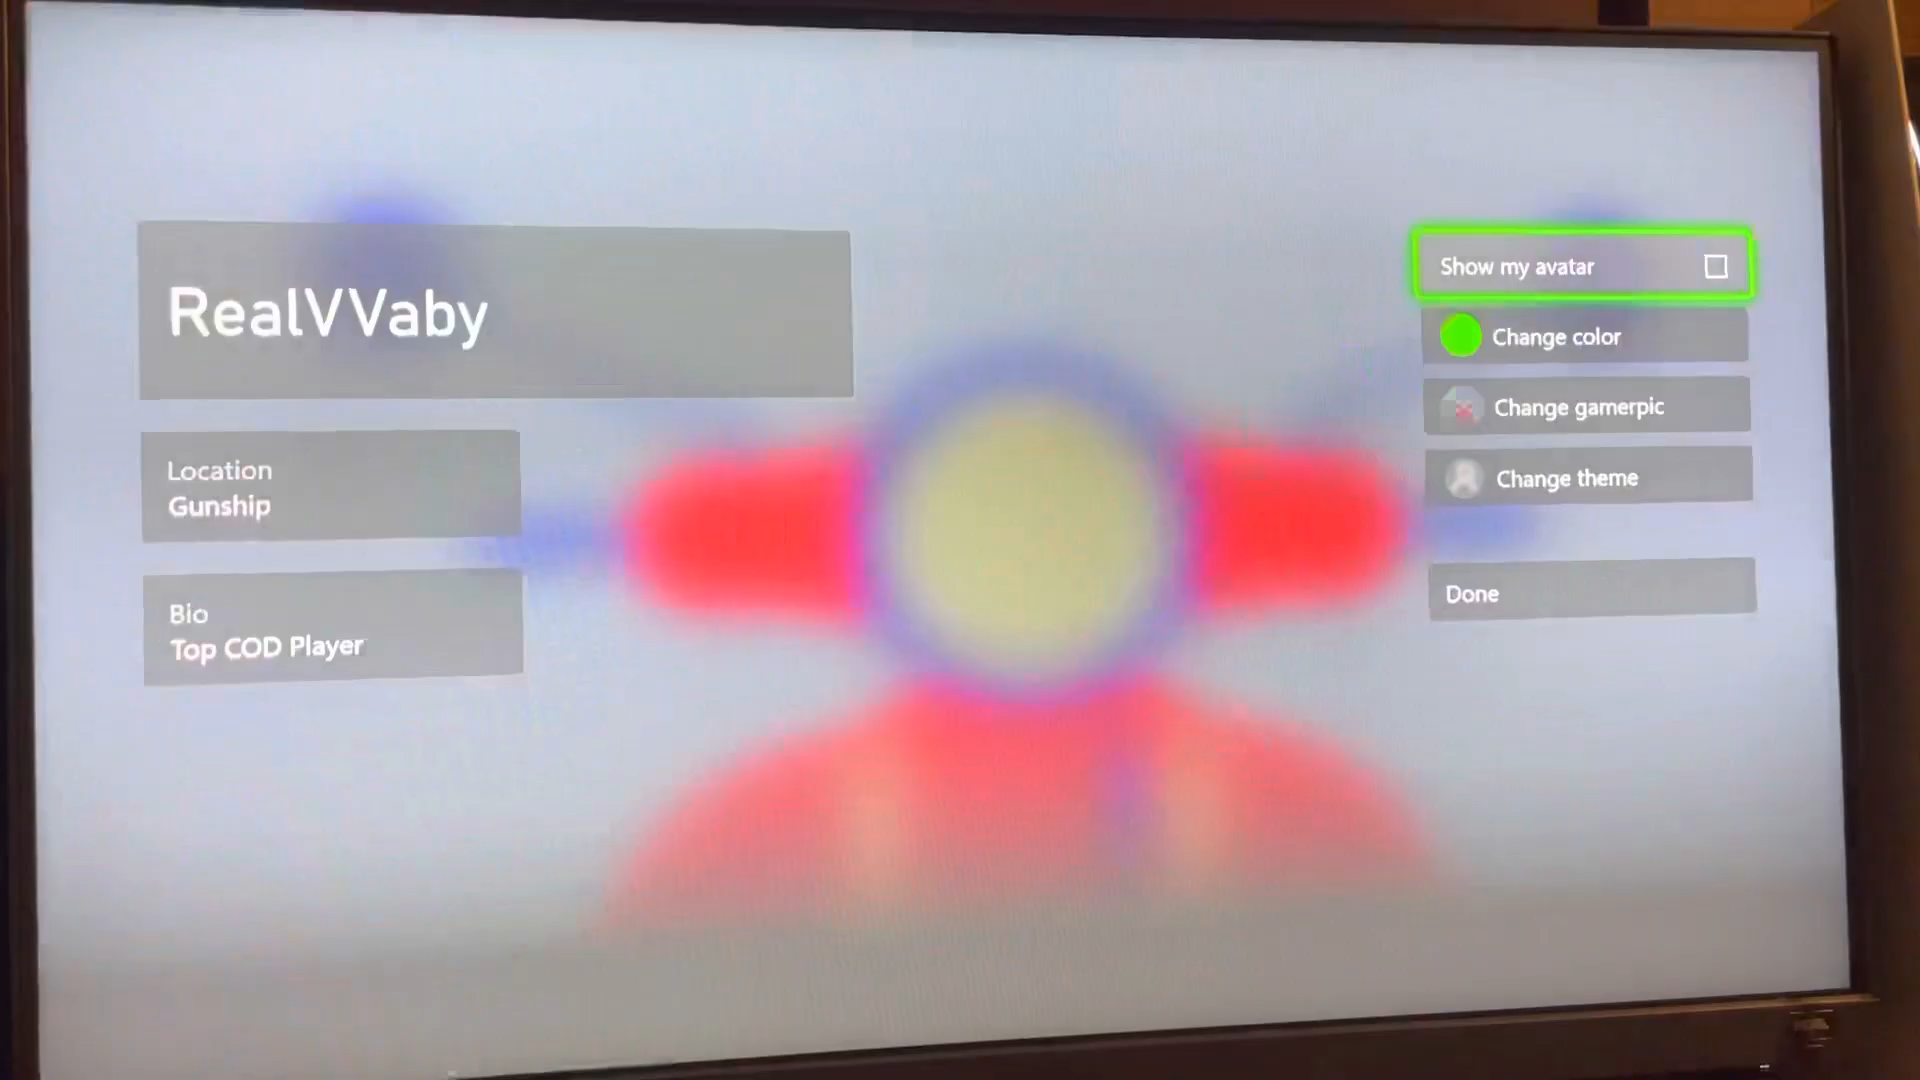 RealVVaby
Location
Gunship
Bio
Top COD Player
Show my avatar
Change color
Change gamerpic
Change theme
Done